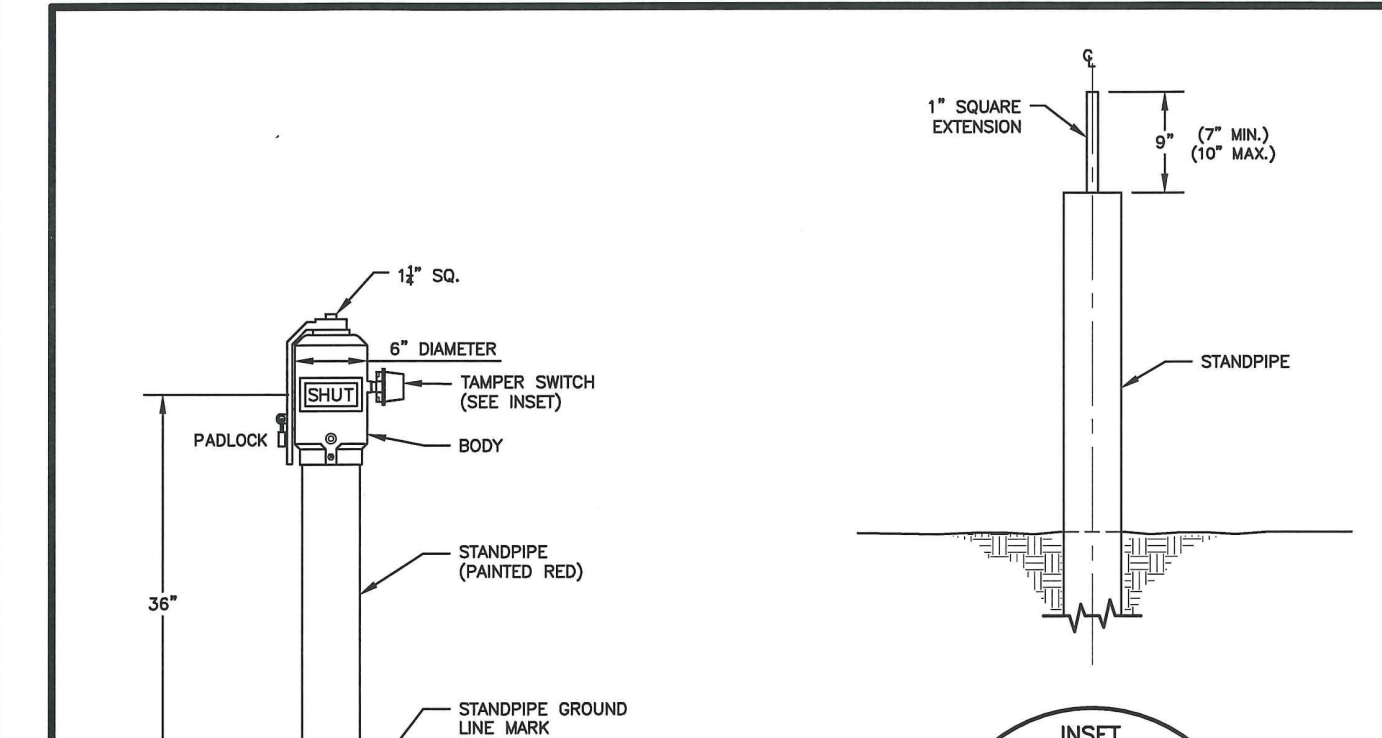 ℄
1" SQUARE
EXTENSION
9"
(7" MIN.)
(10" MAX.)
1¼" SQ.
6" DIAMETER
TAMPER SWITCH
(SEE INSET)
SHUT
PADLOCK
BODY
STANDPIPE
STANDPIPE
(PAINTED RED)
36"
STANDPIPE GROUND
LINE MARK
INSET